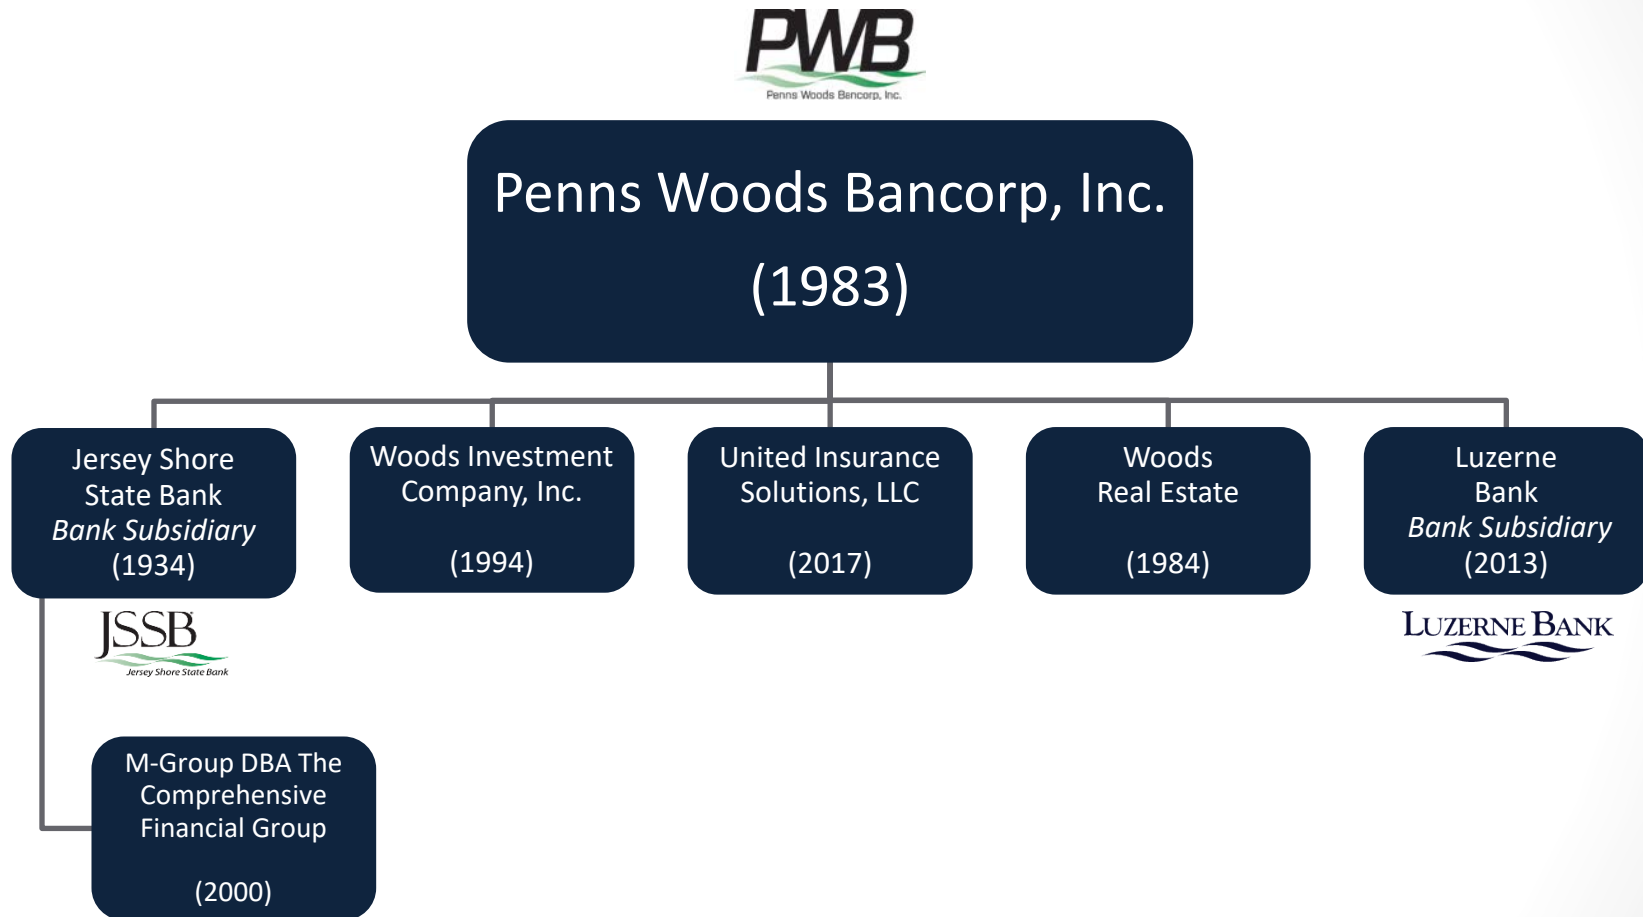 PWB
Penns Woods Bancorp, Inc.
Penns Woods Bancorp, Inc.
(1983)
Jersey Shore
State Bank
Bank Subsidiary
(1934)
Woods Investment
Company, Inc.
(1994)
United Insurance
Solutions, LLC
(2017)
Woods
Real Estate
(1984)
Luzerne
Bank
Bank Subsidiary
(2013)
JSSB
Jersey Shore State Bank
LUZERNE BANK
M-Group DBA The
Comprehensive
Financial Group
(2000)